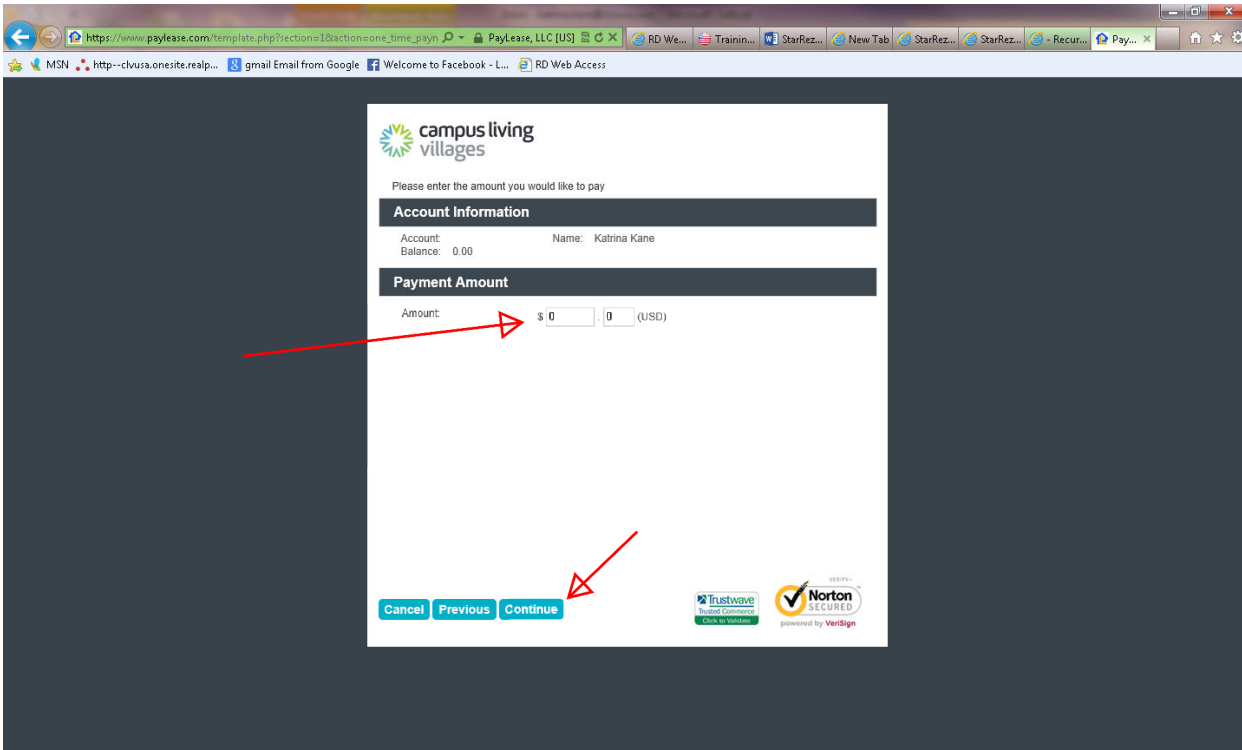 https://www.paylease.com/template.php?section=1&action=one_time_payn PayLease, LLC [US] RD We... Trainin... StarRez... New Tab StarRez... StarRez... - Recur... Pay...
MSN http--clvusa.onesite.realp... gmail Email from Google Welcome to Facebook - L... RD Web Access
campus living
villages
Please enter the amount you would like to pay
Account Information
Account: Name: Katrina Kane
Balance: 0.00
Payment Amount
Amount: $ 0 . 0 (USD)
Cancel Previous Continue
Trustwave
Trusted Commerce
Click to Validate
VERIFY
Norton
SECURED
powered by VeriSign